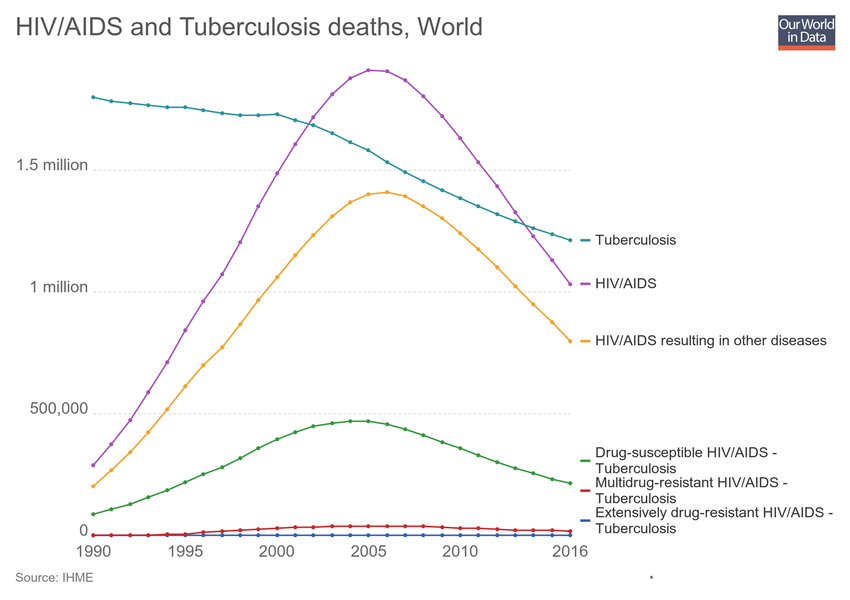 HIV/AIDS and Tuberculosis deaths, World
Our World
in Data
1.5 million
1 million
500,000
0
1990
1995
2000
2005
2010
2016
Tuberculosis
HIV/AIDS
HIV/AIDS resulting in other diseases
Drug-susceptible HIV/AIDS -
Tuberculosis
Multidrug-resistant HIV/AIDS -
Tuberculosis
Extensively drug-resistant HIV/AIDS -
Tuberculosis
Source: IHME